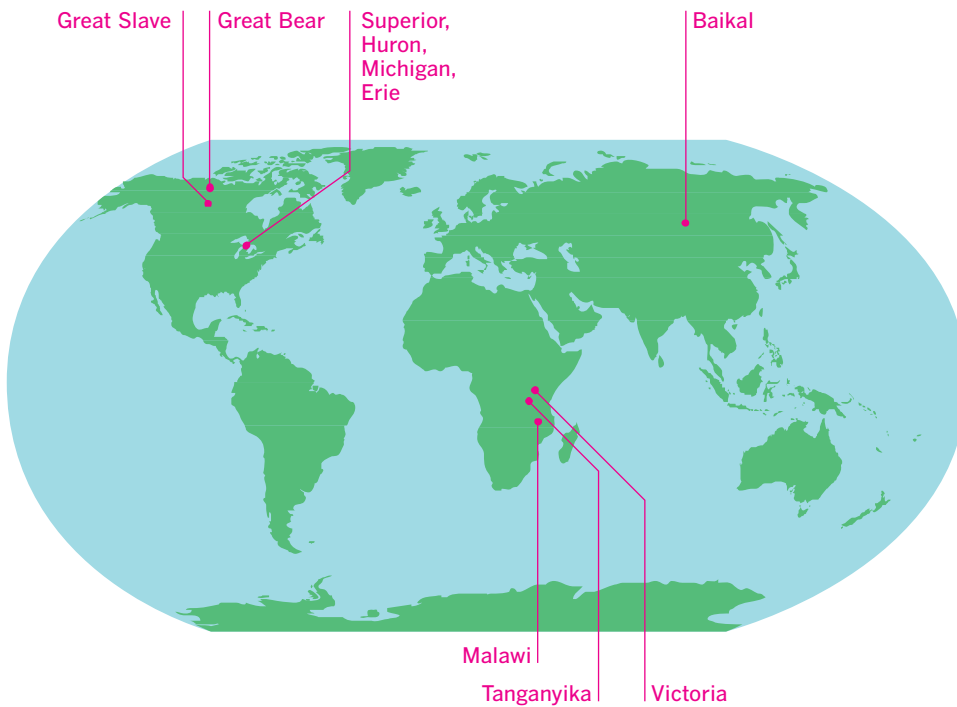 Great Slave
Great Bear
Superior,
Huron,
Michigan,
Erie
Baikal
Malawi
Tanganyika
Victoria